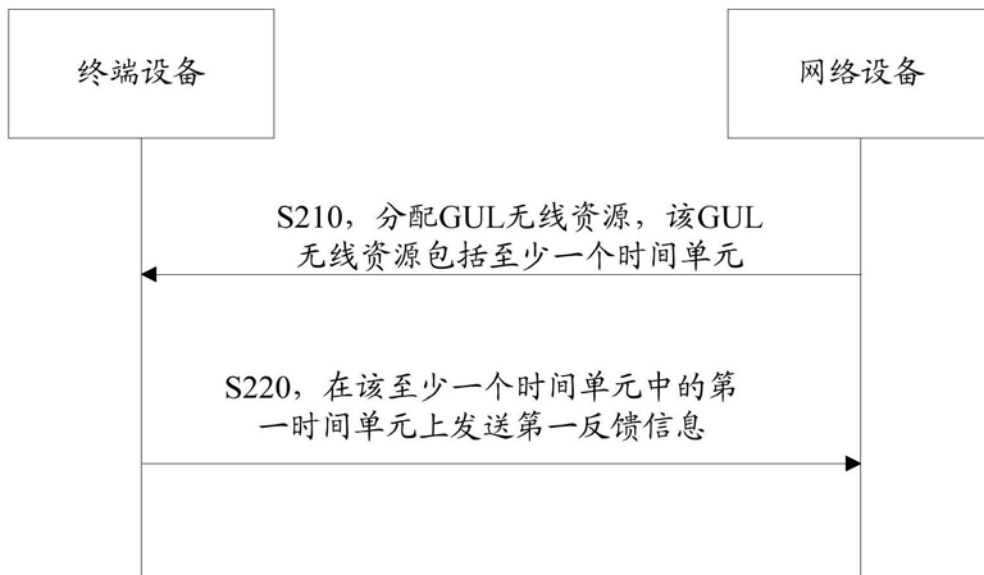 终端设备
网络设备
S210，分配GUL无线资源，该GUL
无线资源包括至少一个时间单元
S220，在该至少一个时间单元中的第
一时间单元上发送第一反馈信息